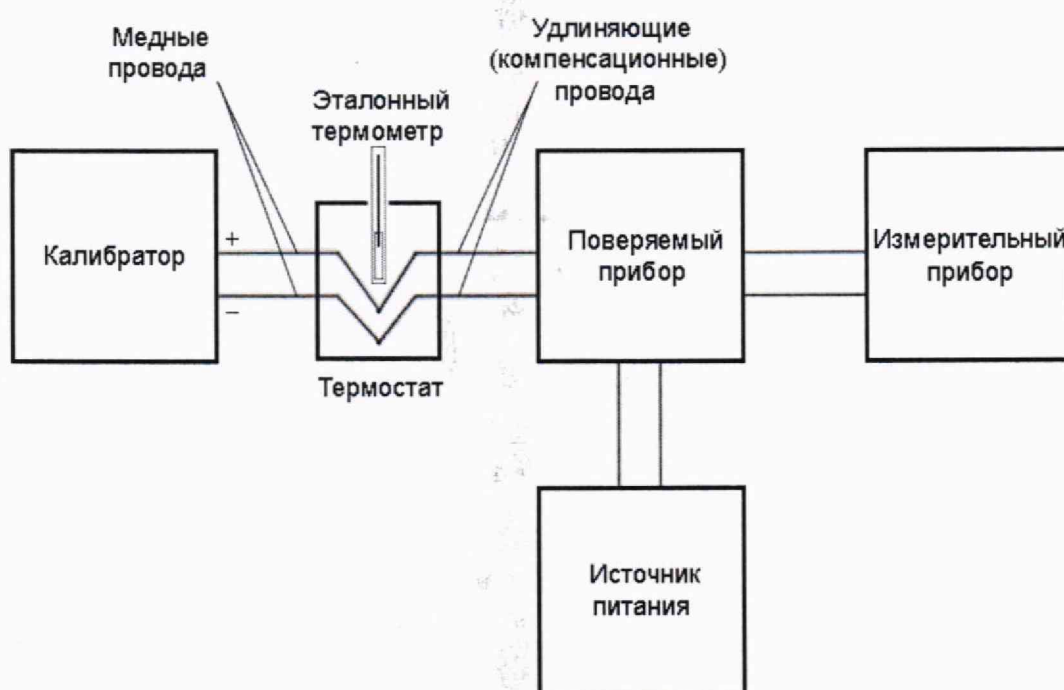 Медные
провода
Удлиняющие
(компенсационные)
провода
Эталонный
термометр
Калибратор
+
−
Термостат
Поверяемый
прибор
Измерительный
прибор
Источник
питания